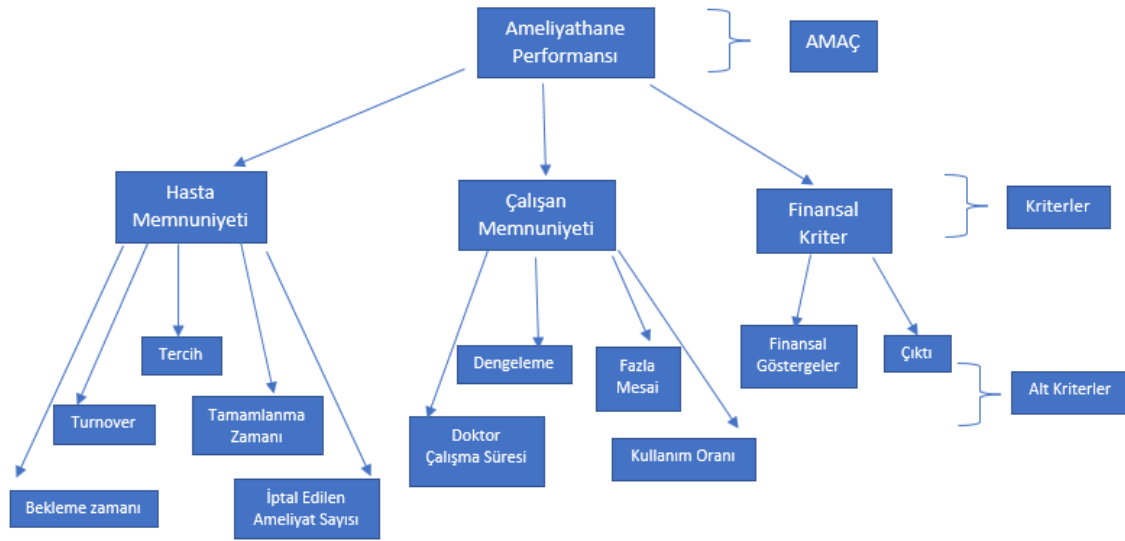 Ameliyathane
Performansı
AMAÇ
Hasta
Memnuniyeti
Çalışan
Memnuniyeti
Finansal
Kriter
Kriterler
Tercih
Dengeleme
Fazla
Mesai
Finansal
Göstergeler
Çıktı
Turnover
Tamamlanma
Zamanı
Doktor
Çalışma Süresi
Kullanım Oranı
Alt Kriterler
Bekleme zamanı
İptal Edilen
Ameliyat Sayısı